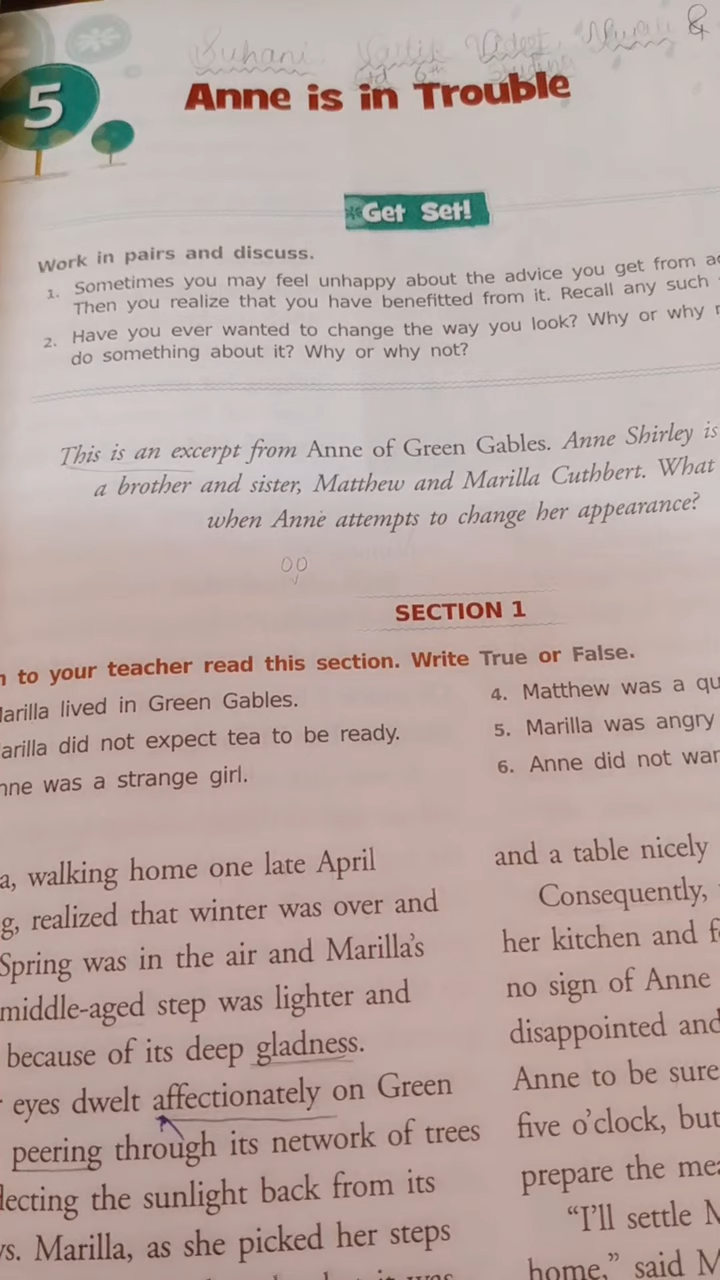 Suhani
&
5
Anne is in Trouble
Get Set!
Work in pairs and discuss.
1. Sometimes you may feel unhappy about the advice you get from
Then you realize that you have benefitted from it. Recall any such
2. Have you ever wanted to change the way you look? Why or why
do something about it? Why or why not?
This is an excerpt from Anne of Green Gables. Anne Shirley is
a brother and sister, Matthew and Marilla Cuthbert. What
when Anne attempts to change her appearance?
SECTION 1
to your teacher read this section. Write True or False.
arilla lived in Green Gables.
arilla did not expect tea to be ready.
nne was a strange girl.
4. Matthew was a qu
5. Marilla was angry
6. Anne did not wan
a, walking home one late April
g, realized that winter was over and
Spring was in the air and Marilla's
middle-aged step was lighter and
because of its deep gladness.
eyes dwelt affectionately on Green
peering through its network of trees
lecting the sunlight back from its
s. Marilla, as she picked her steps
and a table nicely
Consequently,
her kitchen and f
no sign of Anne
disappointed and
Anne to be sure
five o'clock, but
prepare the mea
"I'll settle M
home," said M